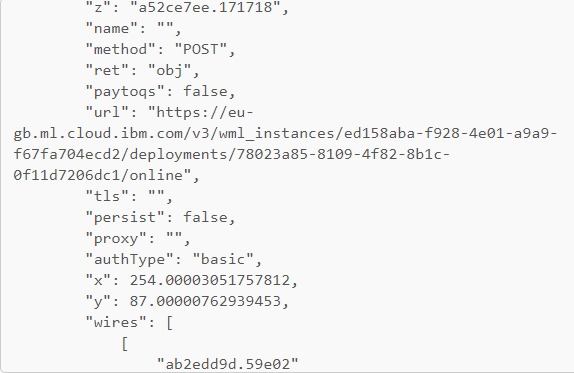 "z": "a52ce7ee.171718",
"name": "",
"method": "POST",
"ret": "obj",
"paytoqs": false,
"url": "https://eu-
gb.ml.cloud.ibm.com/v3/wml_instances/ed158aba-f928-4e01-a9a9-
f67fa704ecd2/deployments/78023a85-8109-4f82-8b1c-
0f11d7206dc1/online",
"tls": "",
"persist": false,
"proxy": "",
"authType": "basic",
"x": 254.00003051757812,
"y": 87.00000762939453,
"wires": [
[
"ab2edd9d.59e02"